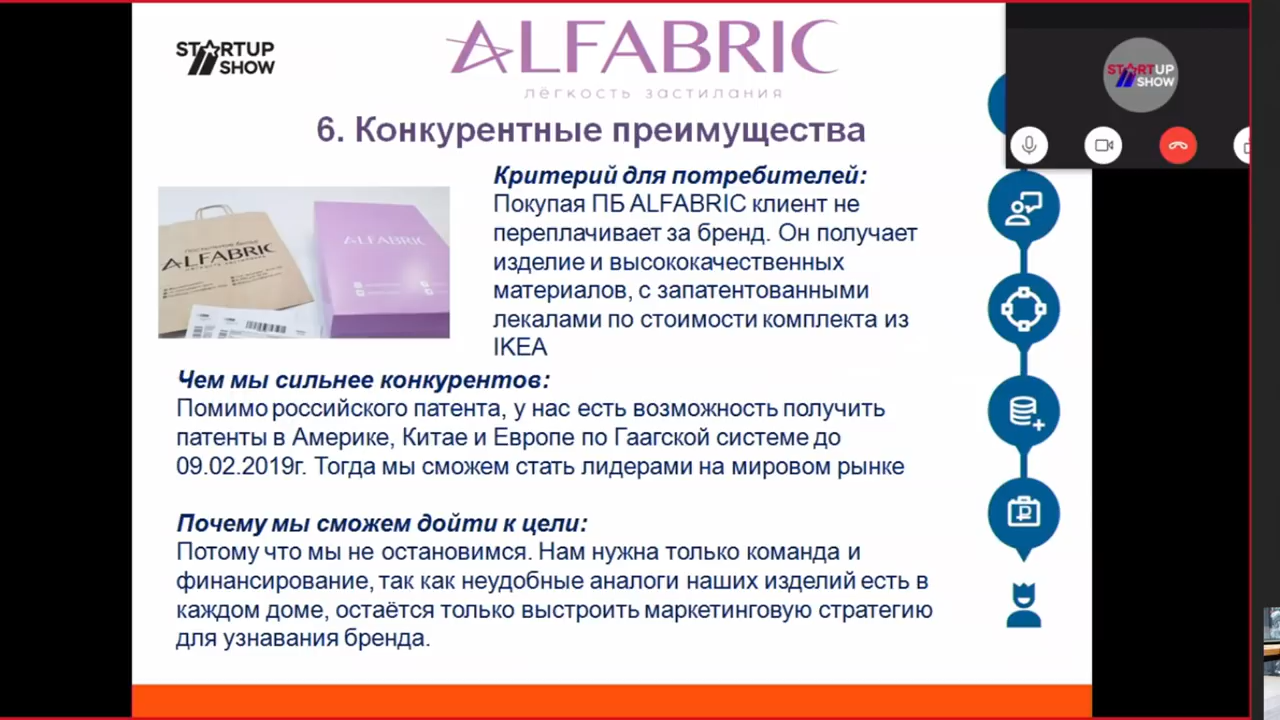 STARTUP
SHOW
ALFABRIC
лёгкость застилания
6. Конкурентные преимущества
STARTUP
SHOW
Критерий для потребителей:
Покупая ПБ ALFABRIC клиент не
переплачивает за бренд. Он получает
изделие и высококачественных
материалов, с запатентованными
лекалами по стоимости комплекта из
IKEA
ALFABRIC
ALFABRIC
Чем мы сильнее конкурентов:
Помимо российского патента, у нас есть возможность получить
патенты в Америке, Китае и Европе по Гаагской системе до
09.02.2019г. Тогда мы сможем стать лидерами на мировом рынке
Почему мы сможем дойти к цели:
Потому что мы не остановимся. Нам нужна только команда и
финансирование, так как неудобные аналоги наших изделий есть в
каждом доме, остаётся только выстроить маркетинговую стратегию
для узнавания бренда.